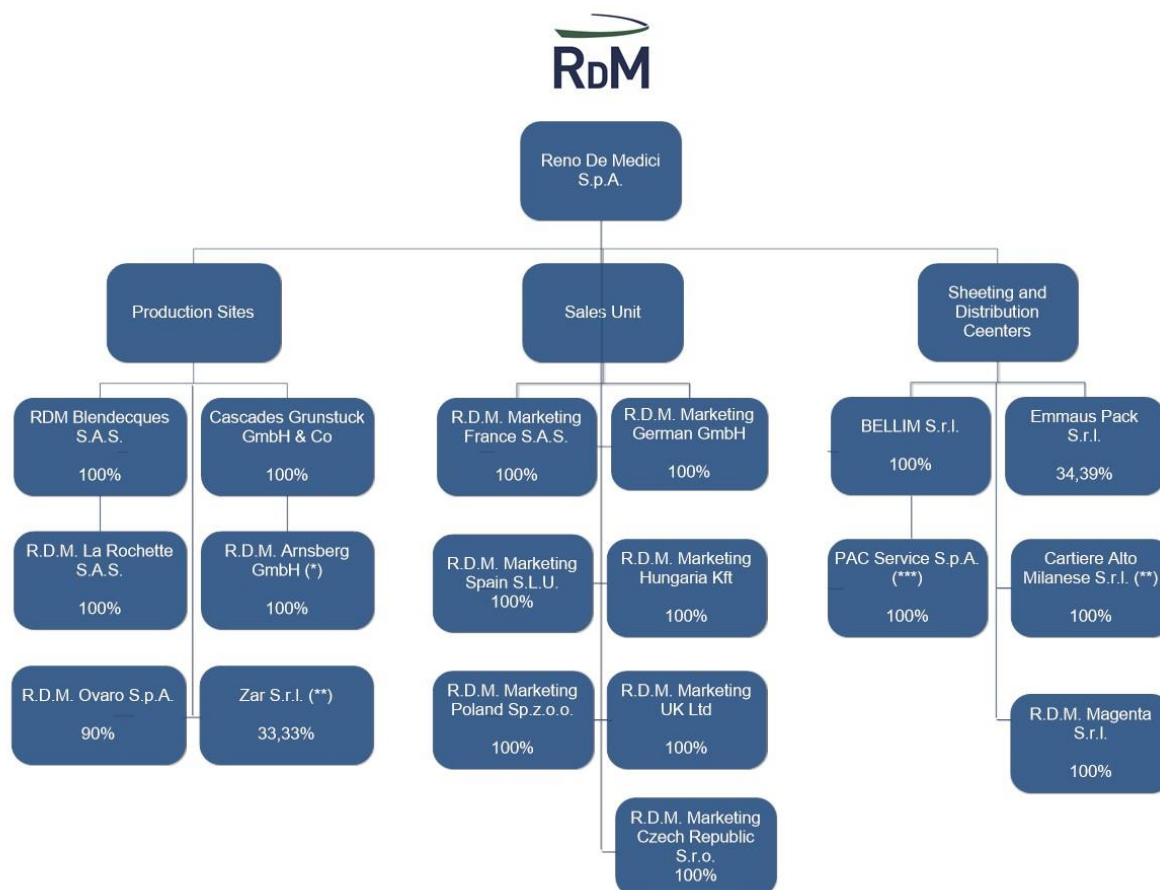 RDM
Reno De Medici
S.p.A.
Production Sites
Sales Unit
Sheeting and
Distribution
Ceenters
RDM Blendecques
S.A.S.
100%
Cascades Grunstuck
GmbH & Co
100%
R.D.M. Marketing
France S.A.S.
100%
R.D.M. Marketing
German GmbH
100%
BELLIM S.r.l.
100%
Emmaus Pack
S.r.l.
34,39%
R.D.M. La Rochette
S.A.S.
100%
R.D.M. Arnsberg
GmbH (*)
100%
R.D.M. Marketing
Spain S.L.U.
100%
R.D.M. Marketing
Hungaria Kft
100%
PAC Service S.p.A.
(***)
100%
Cartiere Alto
Milanese S.r.l. (**)
100%
R.D.M. Ovaro S.p.A.
90%
Zar S.r.l. (**)
33,33%
R.D.M. Marketing
Poland Sp.z.o.o.
100%
R.D.M. Marketing
UK Ltd
100%
R.D.M. Magenta
S.r.l.
100%
R.D.M. Marketing
Czech Republic
S.r.o.
100%